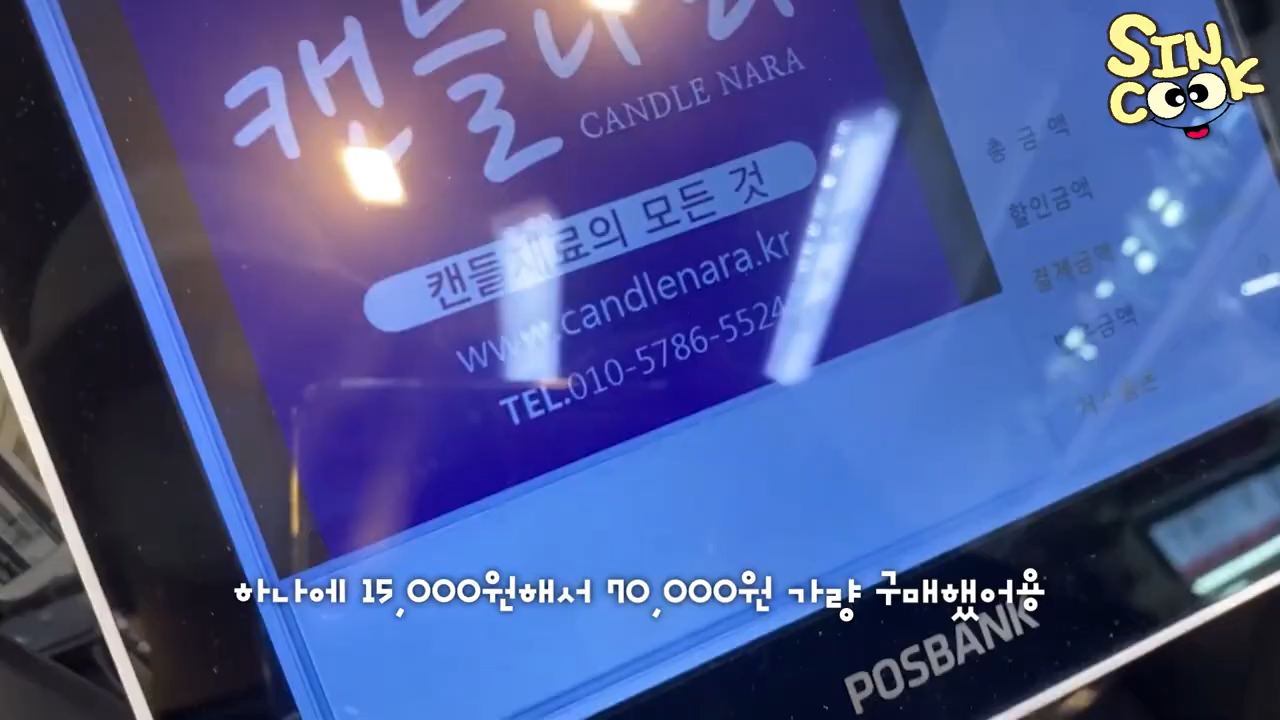 캔들나라
CANDLE NARA
캔들재료의 모든 것
www.candlenara.kr
TEL.010-5786-5524
총 금 액
할인금액
결제금액
SIN
COOK
하나에 15,000원해서 70,000원 가량 구매했어용
POSBANK